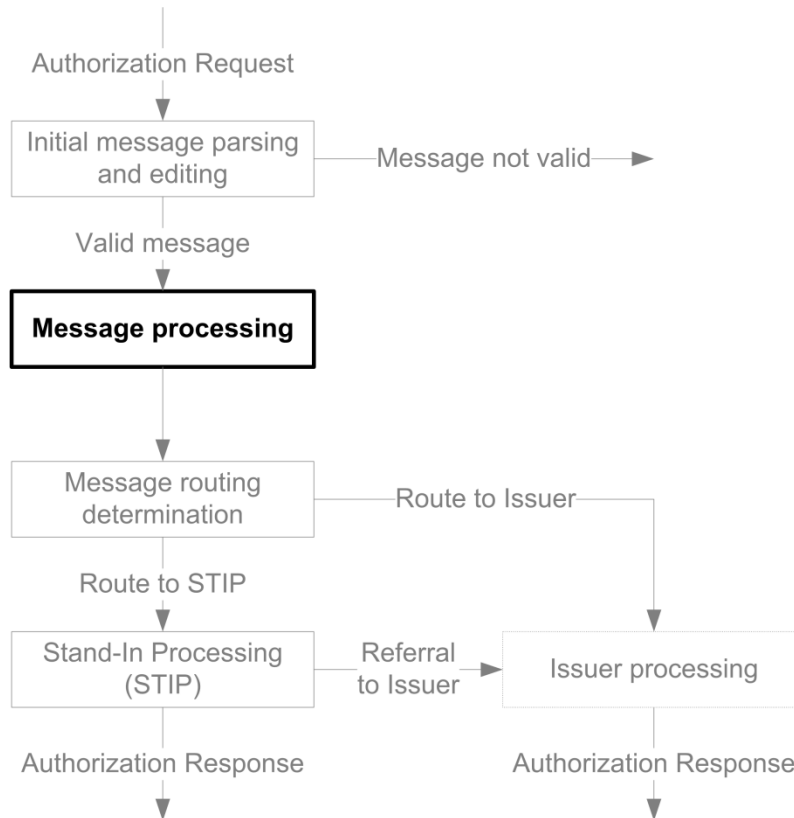 Authorization Request
Initial message parsing
and editing
Message not valid
Valid message
Message processing
Message routing
determination
Route to Issuer
Route to STIP
Stand-In Processing
(STIP)
Referral
to Issuer
Issuer processing
Authorization Response
Authorization Response